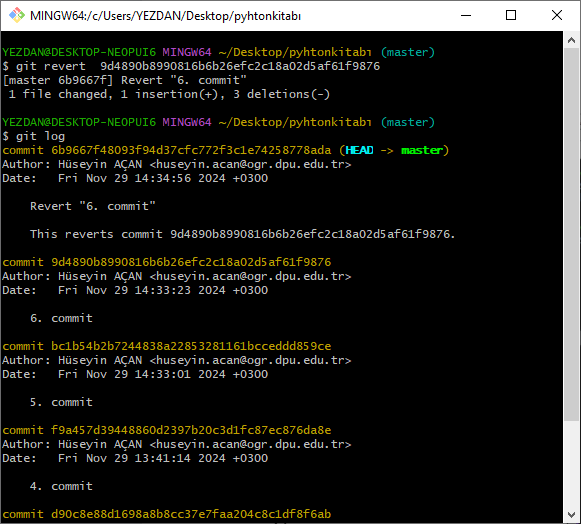 MINGW64:/c/Users/YEZDAN/Desktop/pyhtonkitabı
YEZDAN@DESKTOP-NEOPUI6 MINGW64 ~/Desktop/pyhtonkitabı (master)
$ git revert  9d4890b8990816b6b26efc2c18a02d5af61f9876
[master 6b9667f] Revert "6. commit"
 1 file changed, 1 insertion(+), 3 deletions(-)
YEZDAN@DESKTOP-NEOPUI6 MINGW64 ~/Desktop/pyhtonkitabı (master)
$ git log
commit 6b9667f48093f94d37cfc772f3c1e74258778ada (HEAD -> master)
Author: Hüseyin AÇAN <huseyin.acan@ogr.dpu.edu.tr>
Date:   Fri Nov 29 14:34:56 2024 +0300
    Revert "6. commit"
    This reverts commit 9d4890b8990816b6b26efc2c18a02d5af61f9876.
commit 9d4890b8990816b6b26efc2c18a02d5af61f9876
Author: Hüseyin AÇAN <huseyin.acan@ogr.dpu.edu.tr>
Date:   Fri Nov 29 14:33:23 2024 +0300
    6. commit
commit bc1b54b2b7244838a22853281161bcceddd859ce
Author: Hüseyin AÇAN <huseyin.acan@ogr.dpu.edu.tr>
Date:   Fri Nov 29 14:33:01 2024 +0300
    5. commit
commit f9a457d39448860d2397b20c3d1fc87ec876da8e
Author: Hüseyin AÇAN <huseyin.acan@ogr.dpu.edu.tr>
Date:   Fri Nov 29 13:41:14 2024 +0300
    4. commit
commit d90c8e88d1698a8b8cc37e7faa204c8c1df8f6ab